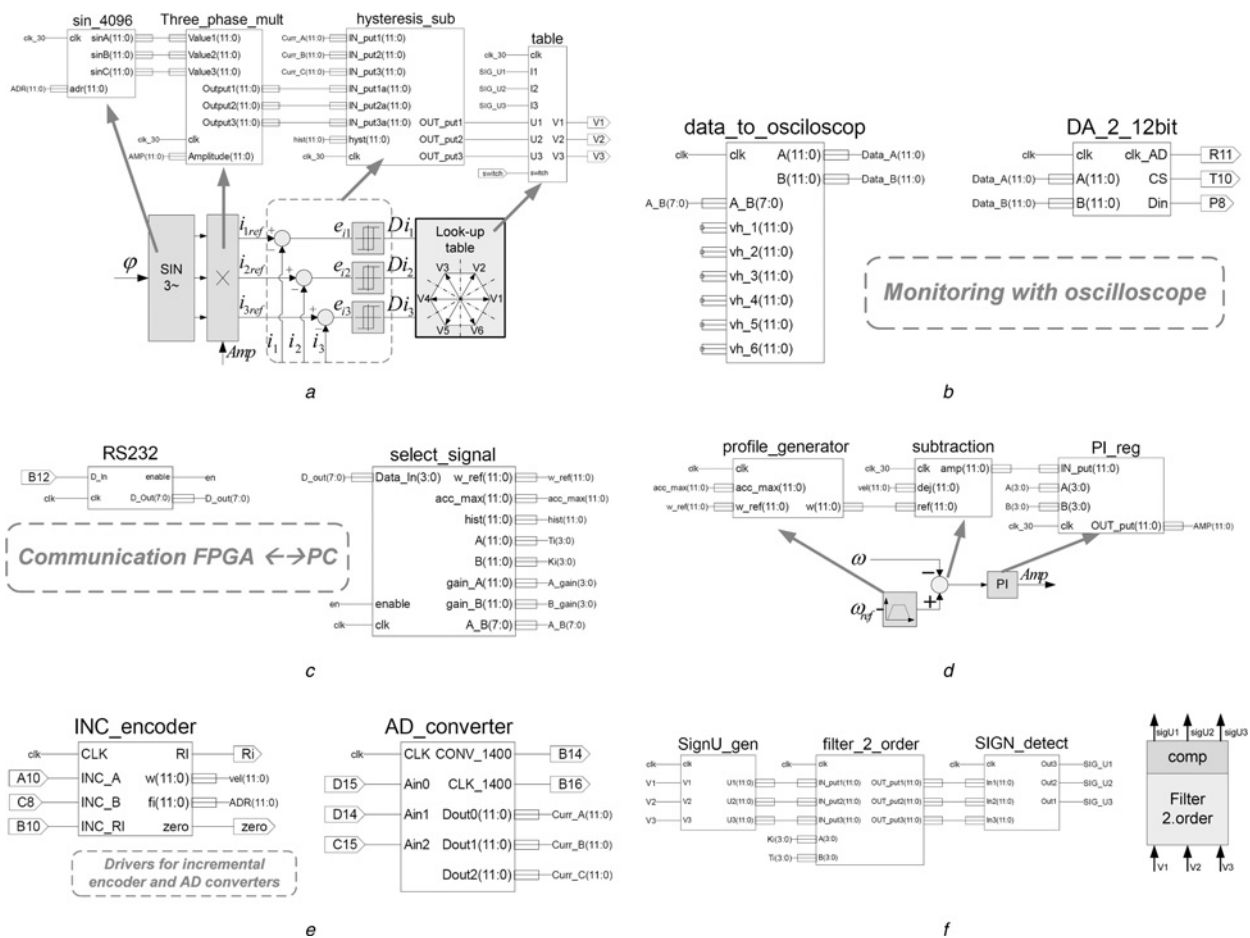 sin_4096
clk_30
clk
sinA(11:0)
sinB(11:0)
sinC(11:0)
ADR(11:0)
adr(11:0)
Three_phase_mult
Value1(11:0)
Value2(11:0)
Value3(11:0)
Output1(11:0)
Output2(11:0)
Output3(11:0)
clk_30
clk
AMP(11:0)
Amplitude(11:0)
hysteresis_sub
Curr_A(11:0)
IN_put1(11:0)
Curr_B(11:0)
IN_put2(11:0)
Curr_C(11:0)
IN_put3(11:0)
IN_put1a(11:0)
IN_put2a(11:0)
IN_put3a(11:0)
OUT_put1
hist(11:0)
hyst(11:0)
OUT_put2
clk_30
clk
OUT_put3
table
clk_30
clk
SIG_U1
I1
SIG_U2
I2
SIG_U3
I3
U1
V1
V1
U2
V2
V2
U3
V3
V3
switch
switch
φ
SIN
3~
i1ref
i2ref
i3ref
Amp
i1
i2
i3
ei1
ei2
ei3
Di1
Di2
Di3
Look-up
table
V3
V2
V4
V1
V5
V6
a
data_to_osciloscop
clk
clk
A(11:0)
Data_A(11:0)
B(11:0)
Data_B(11:0)
A_B(7:0)
A_B(7:0)
vh_1(11:0)
vh_2(11:0)
vh_3(11:0)
vh_4(11:0)
vh_5(11:0)
vh_6(11:0)
DA_2_12bit
clk
clk
clk_AD
R11
Data_A(11:0)
A(11:0)
CS
T10
Data_B(11:0)
B(11:0)
Din
P8
Monitoring with oscilloscope
b
RS232
B12
D_In
enable
en
clk
clk
D_Out(7:0)
D_out(7:0)
Communication FPGA ←→PC
select_signal
D_out(7:0)
Data_In(3:0)
w_ref(11:0)
w_ref(11:0)
acc_max(11:0)
acc_max(11:0)
hist(11:0)
hist(11:0)
A(11:0)
Ti(3:0)
B(11:0)
Ki(3:0)
gain_A(11:0)
A_gain(3:0)
en
enable
gain_B(11:0)
B_gain(3:0)
clk
clk
A_B(7:0)
A_B(7:0)
c
profile_generator
clk
clk
acc_max(11:0)
acc_max(11:0)
w_ref(11:0)
w_ref(11:0)
w(11:0)
subtraction
clk_30
clk
amp(11:0)
vel(11:0)
dej(11:0)
ref(11:0)
PI_reg
IN_put(11:0)
A(3:0)
A(3:0)
B(3:0)
B(3:0)
clk_30
clk
OUT_put(11:0)
AMP(11:0)
ω
−
+
ωref
PI
Amp
d
INC_encoder
clk
CLK
RI
Ri
A10
INC_A
w(11:0)
vel(11:0)
C8
INC_B
fi(11:0)
ADR(11:0)
B10
INC_RI
zero
zero
Drivers for incremental
encoder and AD converters
AD_converter
clk
CLK
CONV_1400
B14
D15
Ain0
CLK_1400
B16
D14
Ain1
Dout0(11:0)
Curr_A(11:0)
C15
Ain2
Dout1(11:0)
Curr_B(11:0)
Dout2(11:0)
Curr_C(11:0)
e
SignU_gen
clk
clk
V1
V1
U1(11:0)
V2
V2
U2(11:0)
V3
V3
U3(11:0)
filter_2_order
clk
clk
IN_put1(11:0)
OUT_put1(11:0)
IN_put2(11:0)
OUT_put2(11:0)
IN_put3(11:0)
OUT_put3(11:0)
Ki(3:0)
A(3:0)
Ti(3:0)
B(3:0)
SIGN_detect
clk
clk
Out3
SIG_U1
In1(11:0)
Out2
SIG_U2
In2(11:0)
Out1
SIG_U3
In3(11:0)
sigU1
sigU2
sigU3
comp
Filter
2.order
V1
V2
V3
f